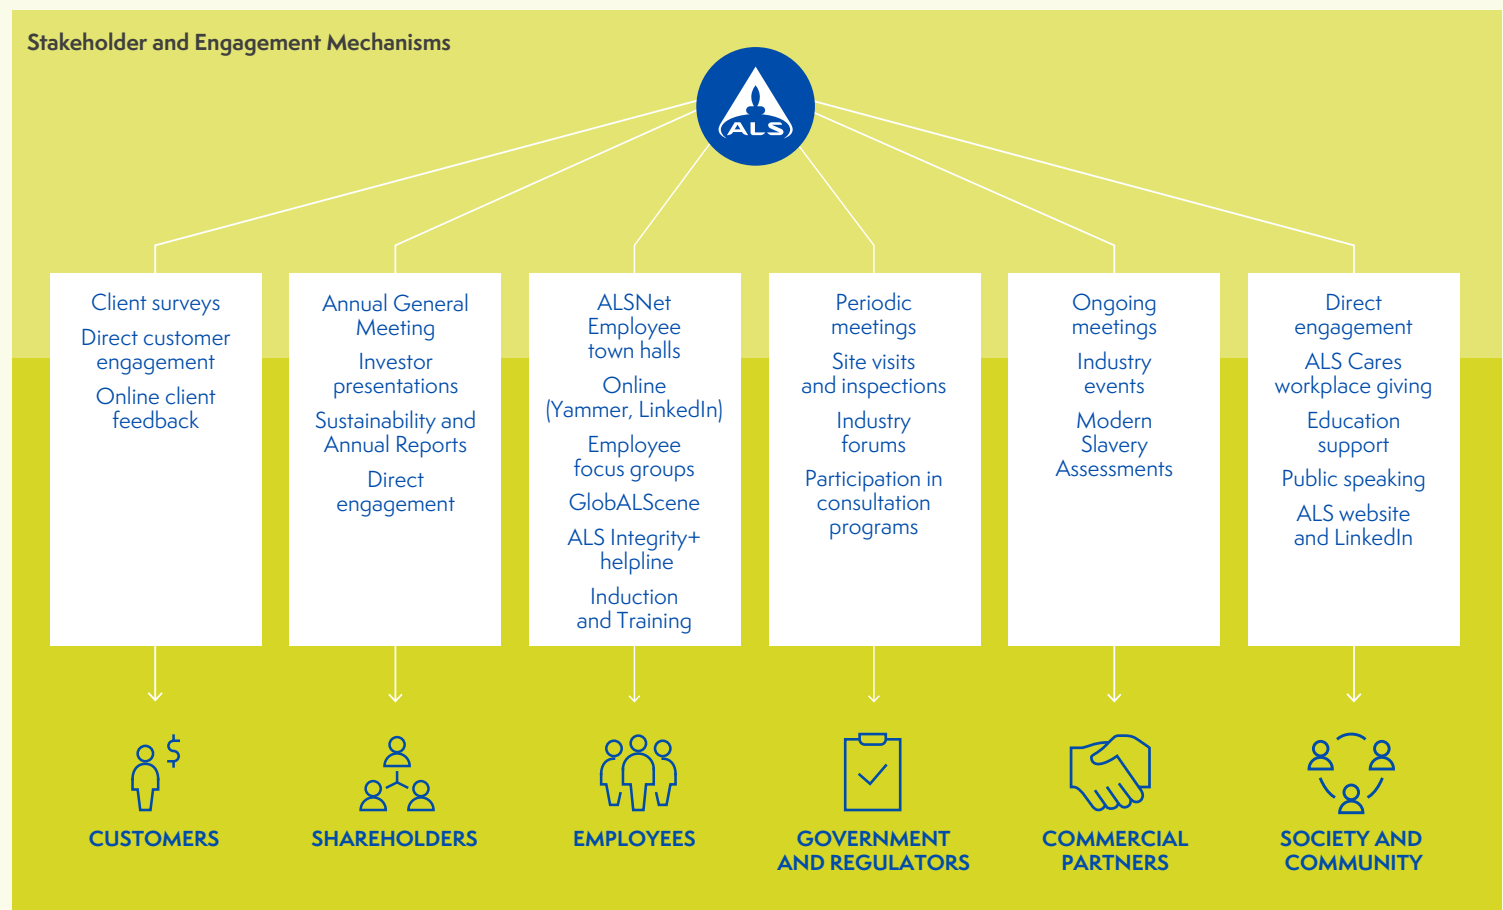 Stakeholder and Engagement Mechanisms
ALS
Client surveys
Direct customer
engagement
Online client
feedback
Annual General
Meeting
Investor
presentations
Sustainability and
Annual Reports
Direct
engagement
ALSNet
Employee
town halls
Online
(Yammer, LinkedIn)
Employee
focus groups
GlobALScene
ALS Integrity+
helpline
Induction
and Training
Periodic
meetings
Site visits
and inspections
Industry
forums
Participation in
consultation
programs
Ongoing
meetings
Industry
events
Modern
Slavery
Assessments
Direct
engagement
ALS Cares
workplace giving
Education
support
Public speaking
ALS website
and LinkedIn
$
CUSTOMERS
SHAREHOLDERS
EMPLOYEES
GOVERNMENT
AND REGULATORS
COMMERCIAL
PARTNERS
SOCIETY AND
COMMUNITY